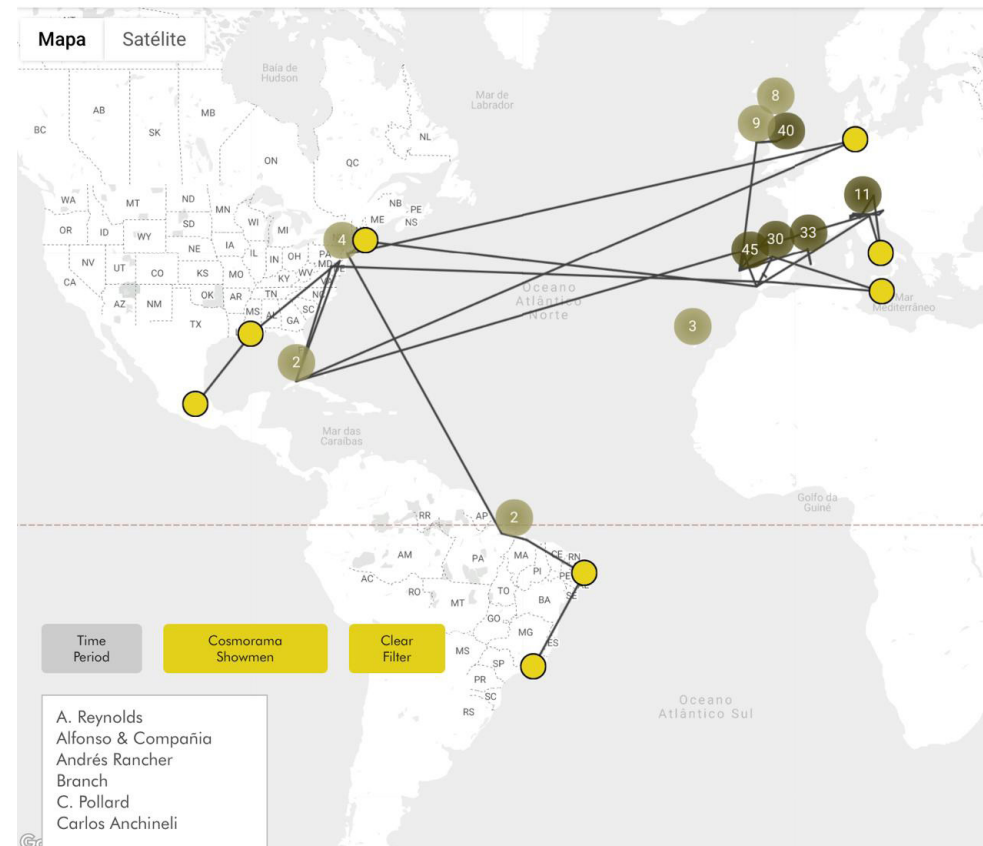 Mapa Satélite
Baía de
Hudson
Mar de
Labrador
AB
MB
BC
SK
NL
ON
QC
8
9
40
WA
MT
ND
MN
NB
PE
ME
NS
11
OR
ID
WY
SD
WI
MI
4
45
30
33
NE
IA
IL
IN
OH
PA
NV
UT
CO
KS
MO
KY
WV
MD
CA
AZ
NM
OK
AR
TN
NC
SC
MS
AL
GA
TX
Oceano
Atlântico
Norte
Mar
Mediterrâneo
3
2
Mar das
Caraíbas
Golfo da
Guiné
2
RR
AP
AM
PA
MA
CE
RN
AC
RO
TO
PI
PE
SE
MT
BA
GO
MG
ES
MS
SP
PR
SC
RS
Time
Period
Cosmorama
Showmen
Clear
Filter
Oceano
Atlântico Sul
A. Reynolds
Alfonso & Compañia
Andrés Rancher
Branch
C. Pollard
Carlos Anchineli